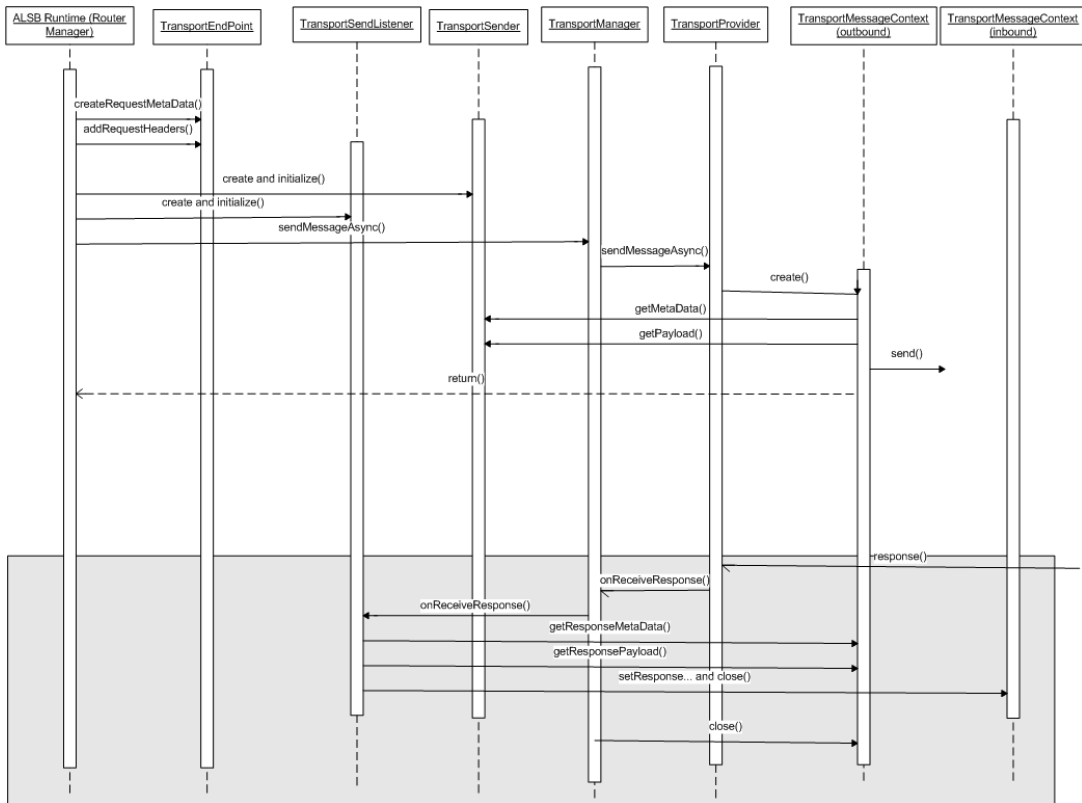 ALSB Runtime (Router
Manager)
TransportEndPoint
TransportSendListener
TransportSender
TransportManager
TransportProvider
TransportMessageContext
(outbound)
TransportMessageContext
(inbound)
createRequestMetaData()
addRequestHeaders()
create and initialize()
create and initialize()
sendMessageAsync()
sendMessageAsync()
create()
getMetaData()
getPayload()
send()
return()
response()
onReceiveResponse()
onReceiveResponse()
getResponseMetaData()
getResponsePayload()
setResponse... and close()
close()